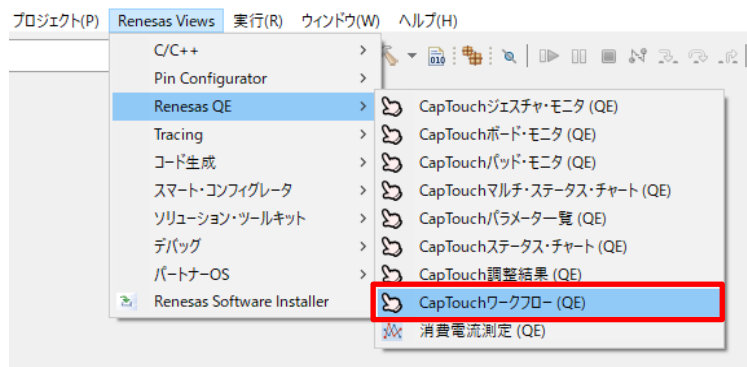 プロジェクト(P) Renesas Views 実行(R) ウィンドウ(W) ヘルプ(H)
C/C++
Pin Configurator
Renesas QE
Tracing
コード生成
スマート・コンフィグレータ
ソリューション・ツールキット
デバッグ
パートナーOS
Renesas Software Installer
CapTouchジェスチャ・モニタ (QE)
CapTouchボード・モニタ (QE)
CapTouchパッド・モニタ (QE)
CapTouchマルチ・ステータス・チャート (QE)
CapTouchパラメータ一覧 (QE)
CapTouchステータス・チャート (QE)
CapTouch調整結果 (QE)
CapTouchワークフロー (QE)
消費電流測定 (QE)
010